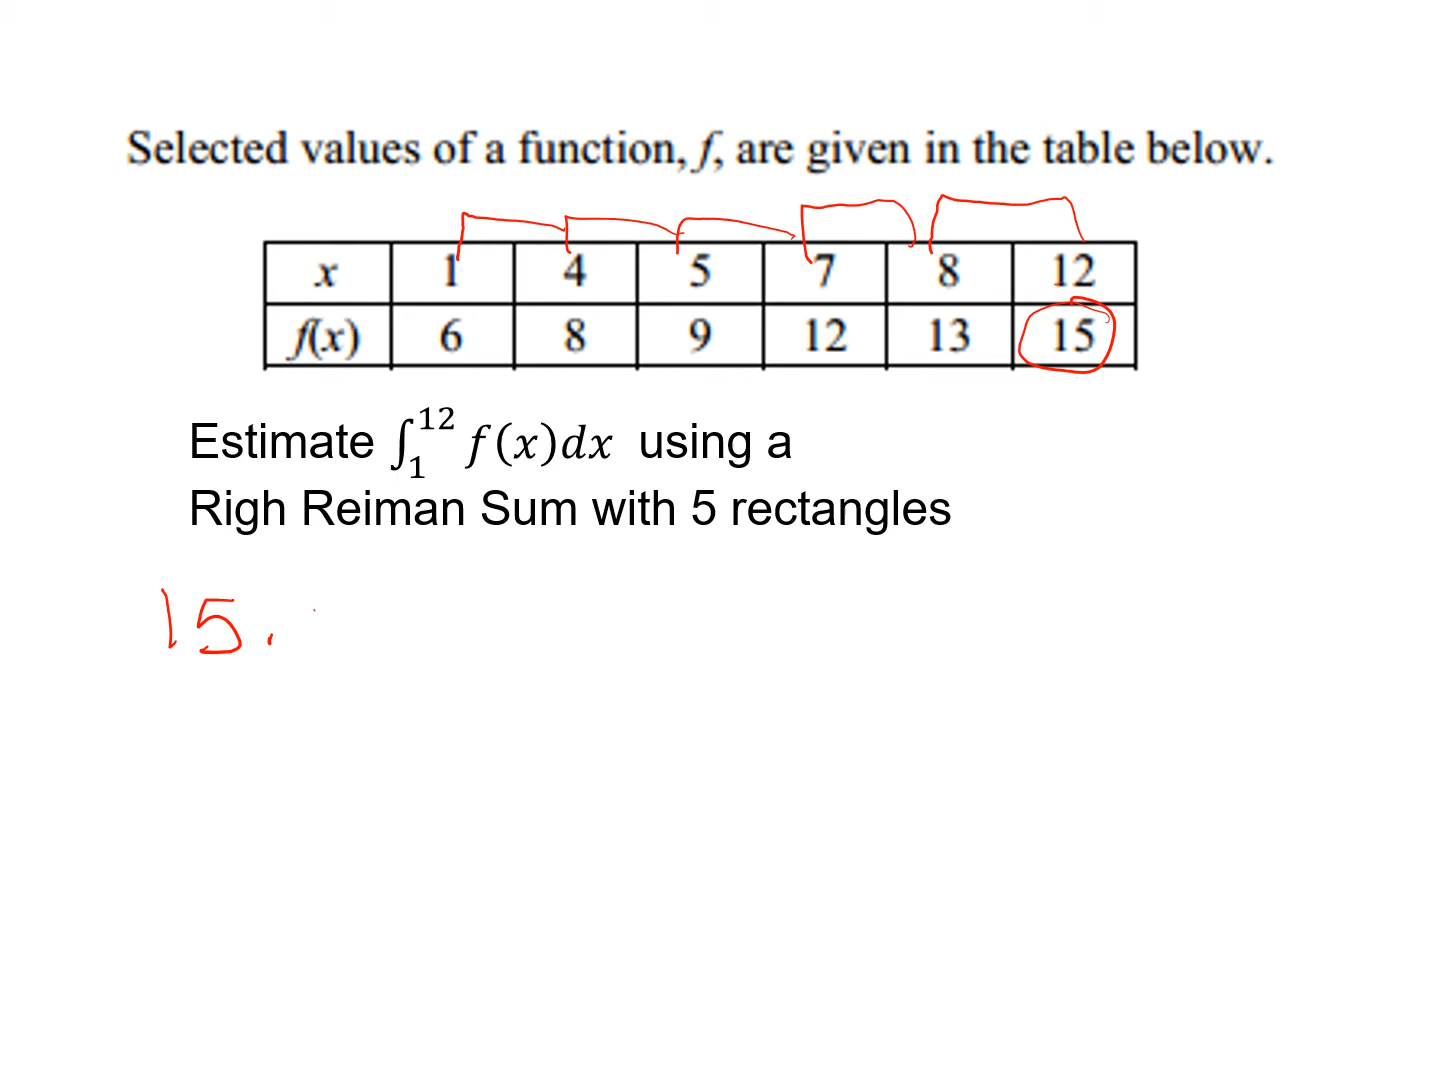 Selected values of a function, f, are given in the table below.
x 1 4 5 7 8 12
f(x) 6 8 9 12 13 15
Estimate ∫₁¹² f(x)dx using a
Righ Reiman Sum with 5 rectangles
15 .